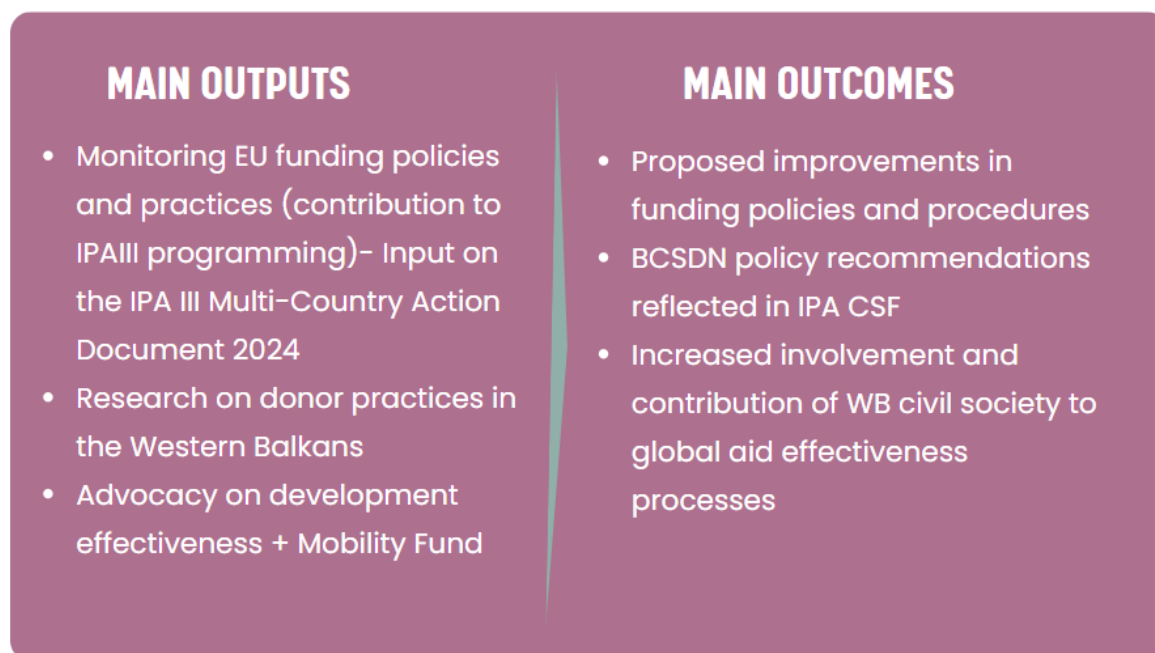 MAIN OUTPUTS
• Monitoring EU funding policies
and practices (contribution to
IPAIII programming)- Input on
the IPA III Multi-Country Action
Document 2024
• Research on donor practices in
the Western Balkans
• Advocacy on development
effectiveness + Mobility Fund
MAIN OUTCOMES
• Proposed improvements in
funding policies and procedures
• BCSDN policy recommendations
reflected in IPA CSF
• Increased involvement and
contribution of WB civil society to
global aid effectiveness
processes